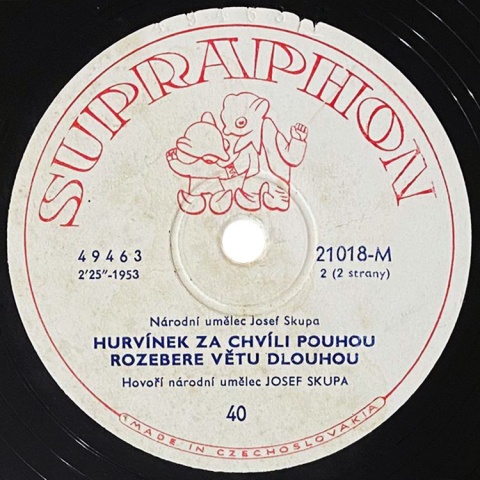 49463
SUPRAPHON
49463
2'25"-1953
21018-M
2 (2 strany)
Národní umělec Josef Skupa
HURVÍNEK ZA CHVÍLI POUHOU
ROZEBERE VĚTU DLOUHOU
Hovoří národní umělec JOSEF SKUPA
40
MADE IN CZECHOSLOVAKIA